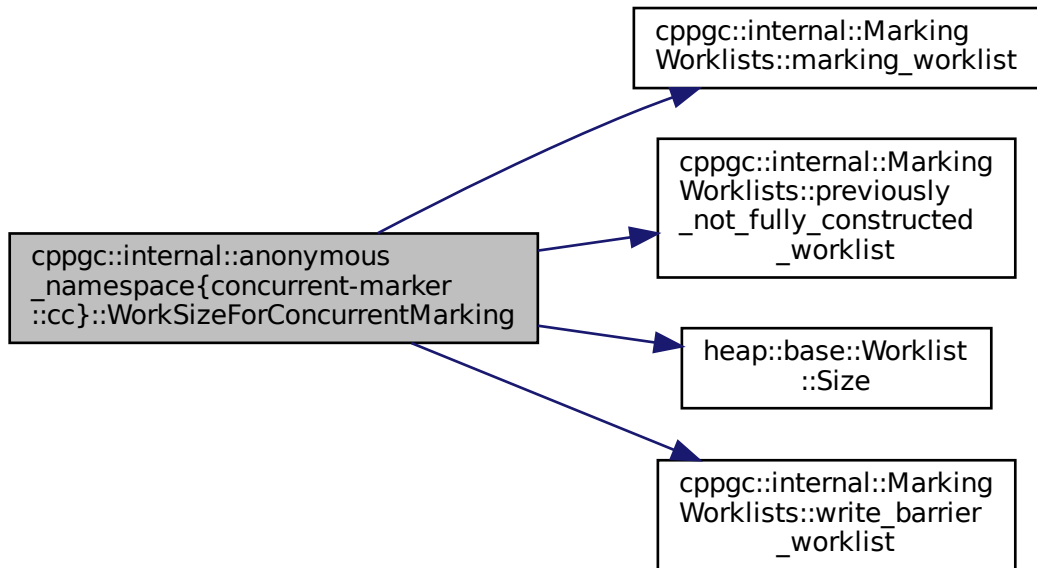 cppgc::internal::Marking
Worklists::marking_worklist
cppgc::internal::Marking
Worklists::previously
_not_fully_constructed
_worklist
cppgc::internal::anonymous
_namespace{concurrent-marker
::cc}::WorkSizeForConcurrentMarking
heap::base::Worklist
::Size
cppgc::internal::Marking
Worklists::write_barrier
_worklist